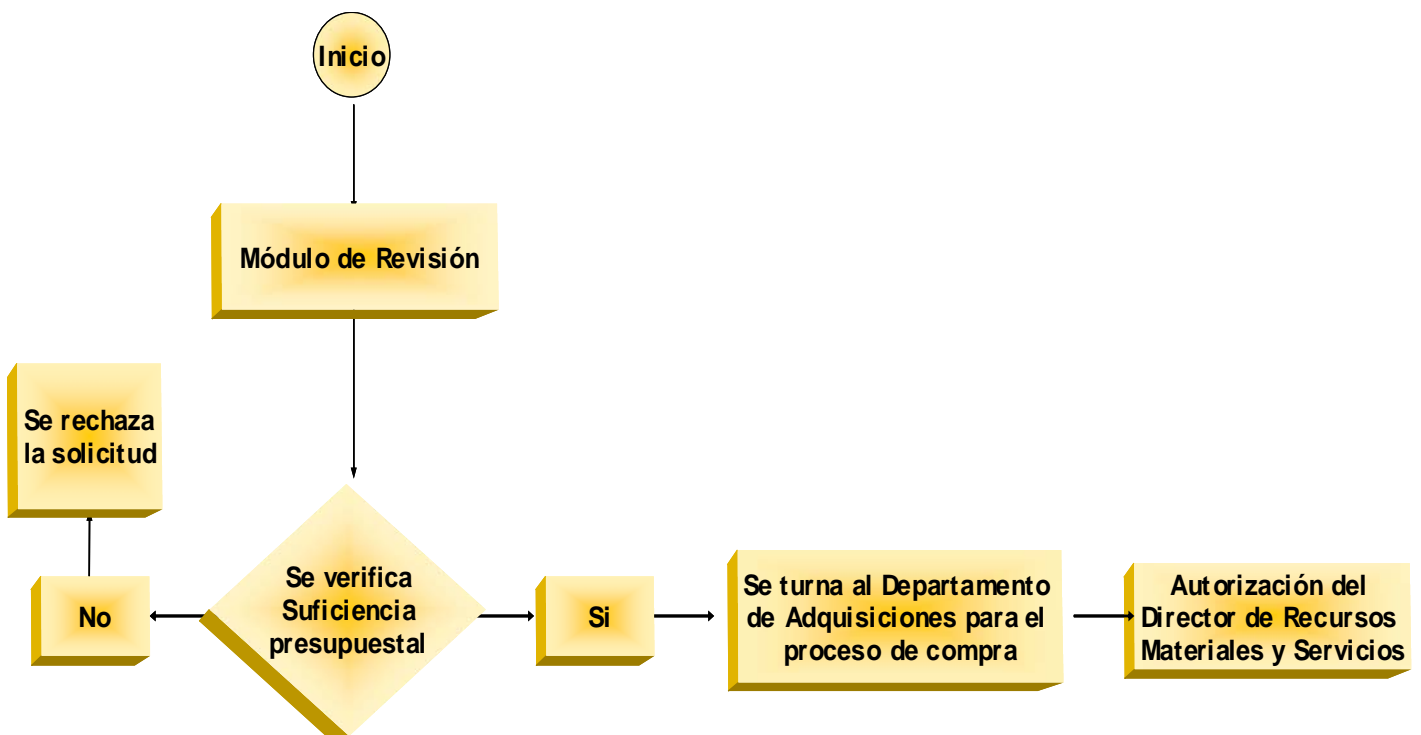 Inicio
Módulo de Revisión
Se rechaza
la solicitud
No
Se verifica
Suficiencia
presupuestal
Si
Se turna al Departamento
de Adquisiciones para el
proceso de compra
Autorización del
Director de Recursos
Materiales y Servicios